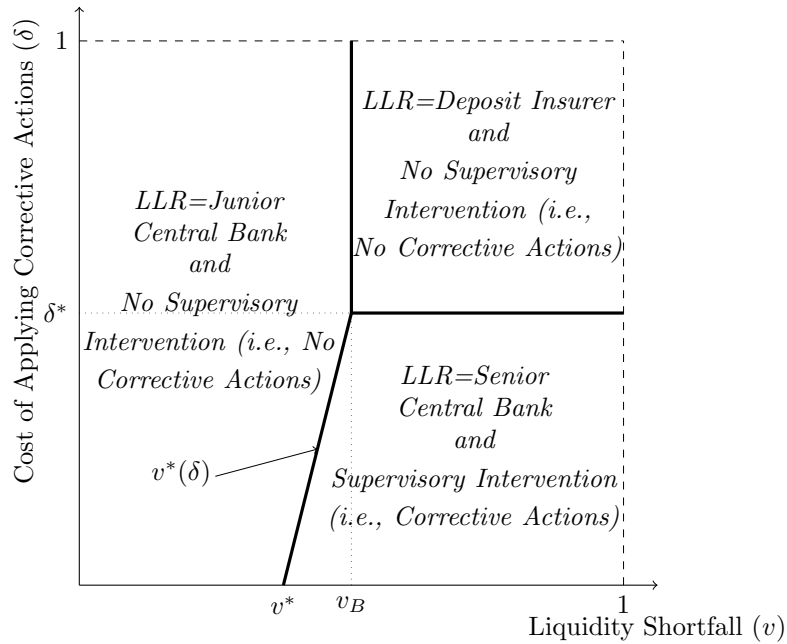 Cost of Applying Corrective Actions (δ)
1
LLR=Deposit Insurer
and
No Supervisory
Intervention (i.e.,
No Corrective Actions)
LLR=Junior
Central Bank
and
No Supervisory
Intervention (i.e., No
Corrective Actions)
δ*
LLR=Senior
Central Bank
and
Supervisory Intervention
(i.e., Corrective Actions)
v*(δ)
v*
v_B
1
Liquidity Shortfall (v)